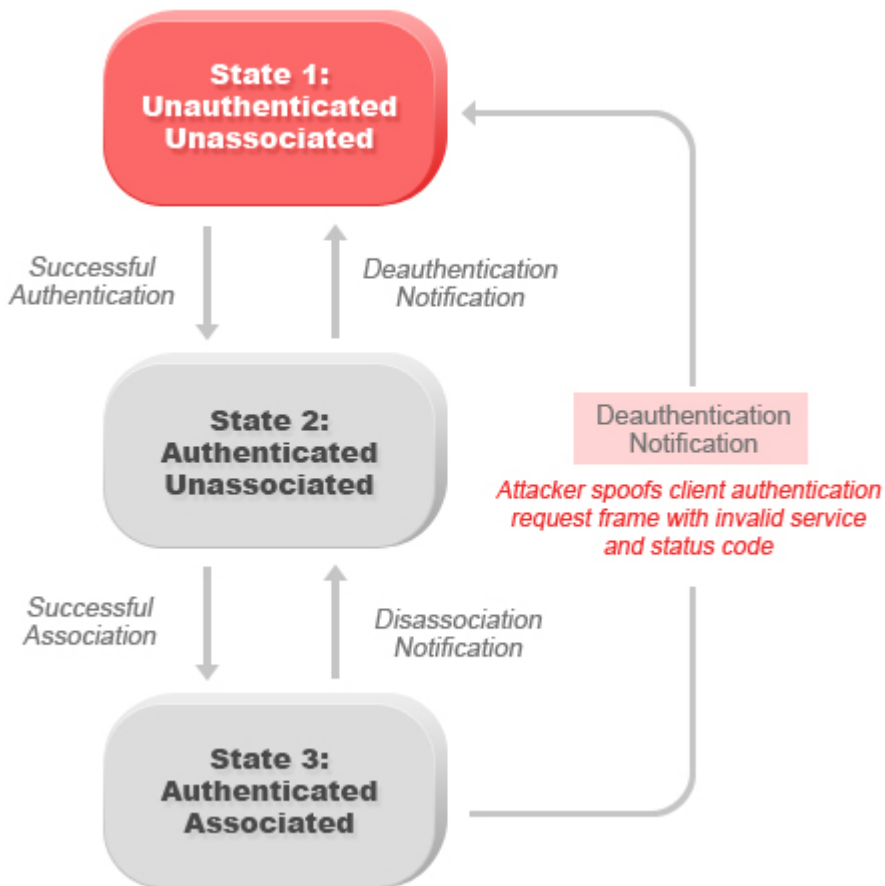 State 1:
Unauthenticated
Unassociated
Successful
Authentication
Deauthentication
Notification
State 2:
Authenticated
Unassociated
Deauthentication
Notification
Attacker spoofs client authentication
request frame with invalid service
and status code
Successful
Association
Disassociation
Notification
State 3:
Authenticated
Associated